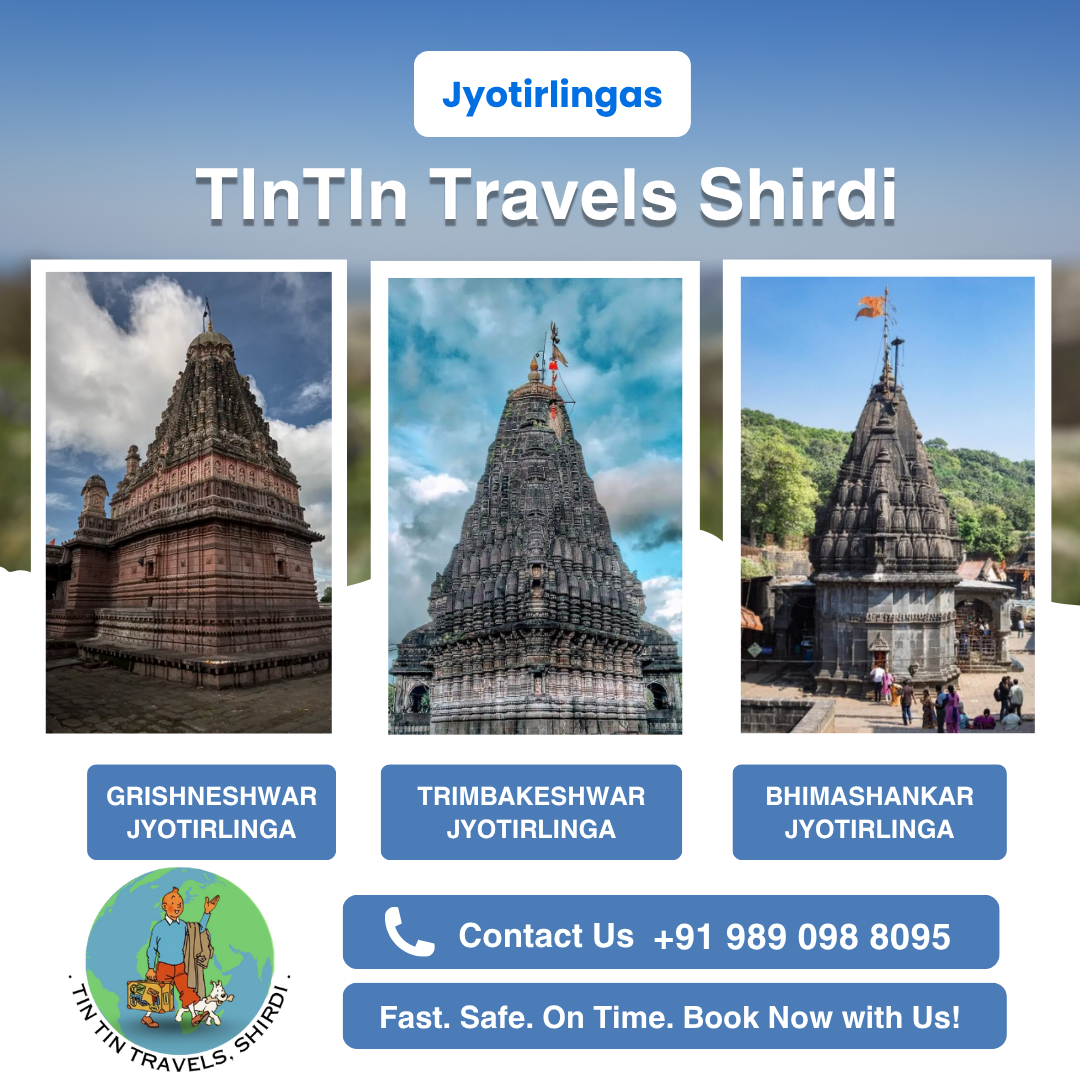 Jyotirlingas
TInTIn Travels Shirdi
GRISHNESHWAR
JYOTIRLINGA
TRIMBAKESHWAR
JYOTIRLINGA
BHIMASHANKAR
JYOTIRLINGA
Contact Us +91 989 098 8095
Fast. Safe. On Time. Book Now with Us!
· TIN TIN TRAVELS, SHIRDI ·